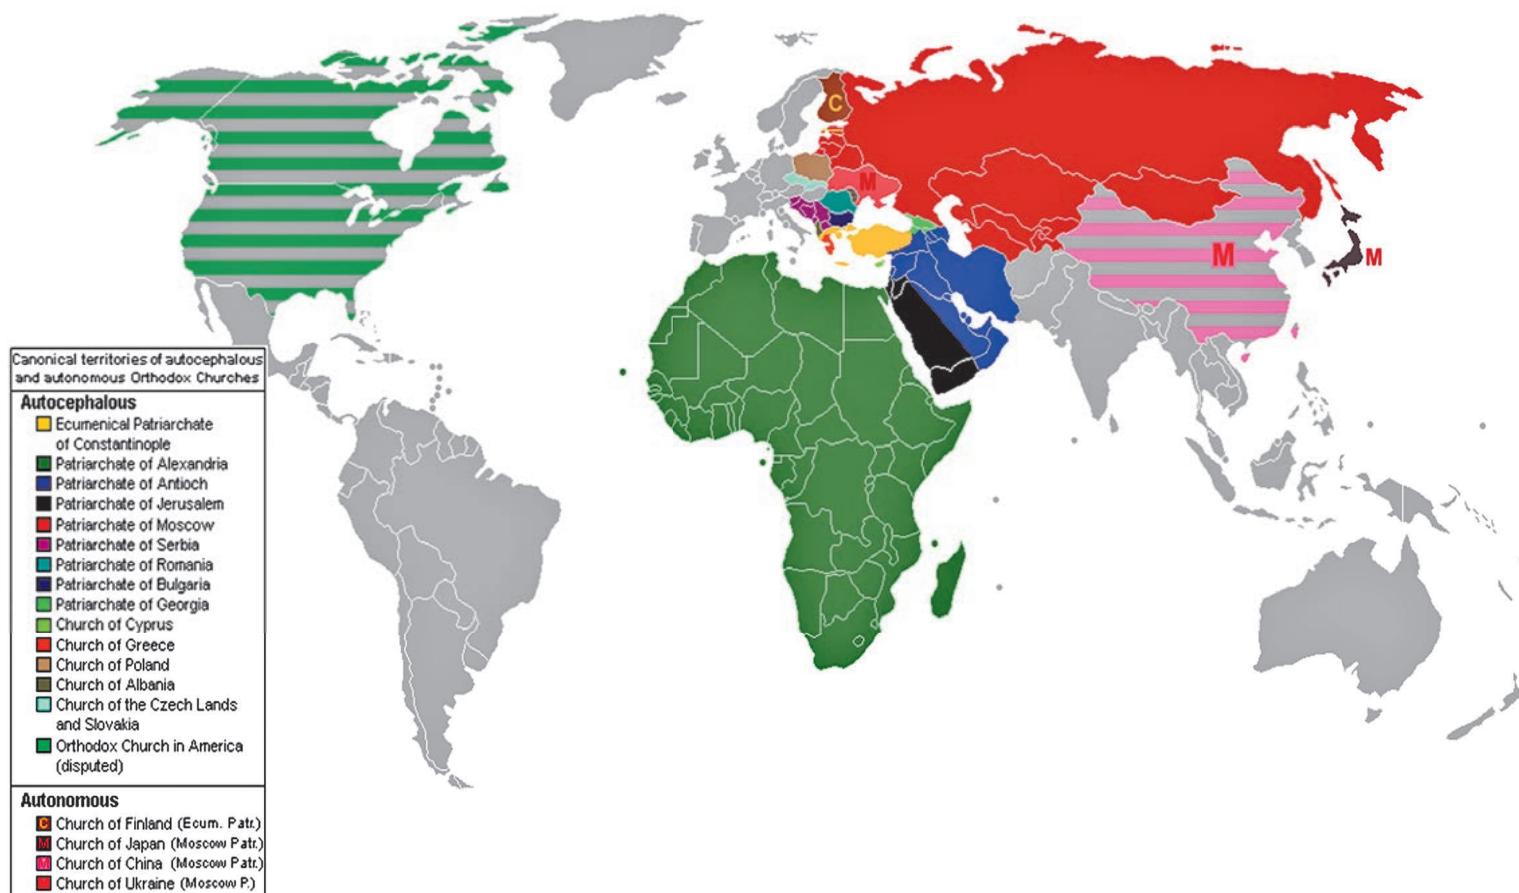 C
M
M
M
Canonical territories of autocephalous
and autonomous Orthodox Churches
Autocephalous
Ecumenical Patriarchate
of Constantinople
Patriarchate of Alexandria
Patriarchate of Antioch
Patriarchate of Jerusalem
Patriarchate of Moscow
Patriarchate of Serbia
Patriarchate of Romania
Patriarchate of Bulgaria
Patriarchate of Georgia
Church of Cyprus
Church of Greece
Church of Poland
Church of Albania
Church of the Czech Lands
and Slovakia
Orthodox Church in America
(disputed)
Autonomous
C Church of Finland (Ecum. Patr.)
M Church of Japan (Moscow Patr.)
M Church of China (Moscow Patr.)
Church of Ukraine (Moscow P.)